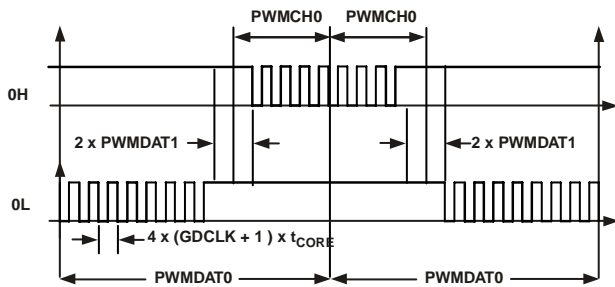 PWMCH0 PWMCH0
0H
2 x PWMDAT1 2 x PWMDAT1
0L
4 x (GDCLK + 1 ) x tCORE
PWMDAT0 PWMDAT0